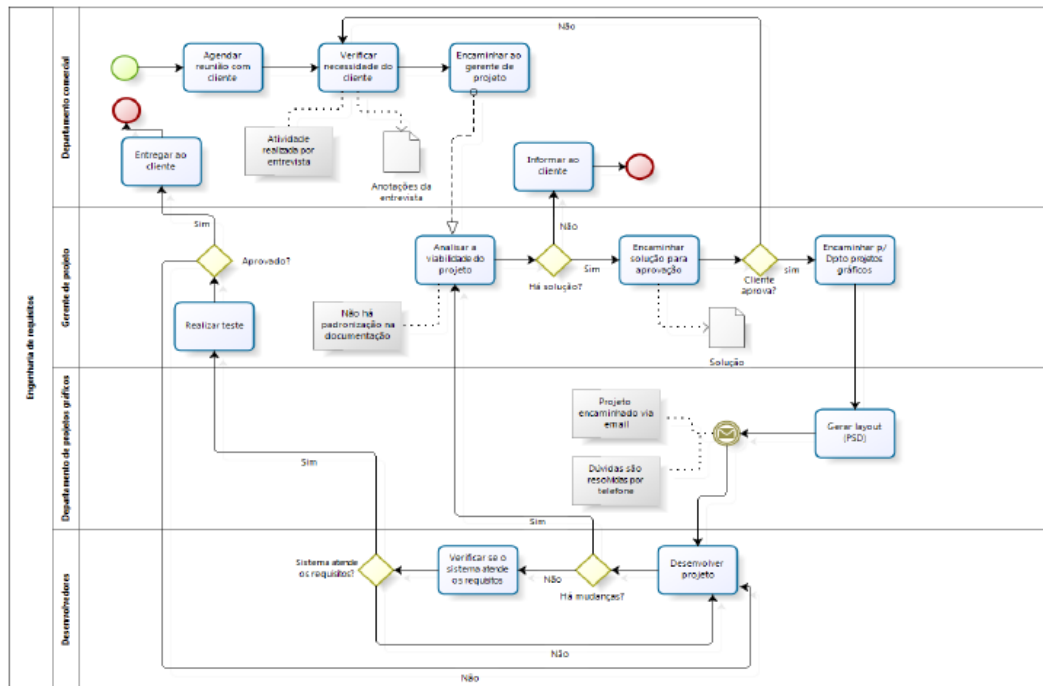 Engenharia de requisitos
Departamento comercial
Agendar
reunião com
cliente
Verificar
necessidade do
cliente
Encaminhar ao
gerente de
projeto
Não
Atividade
realizada por
entrevista
Anotações da
entrevista
Entregar ao
cliente
Informar ao
cliente
Gerente de projeto
Sim
Aprovado?
Realizar teste
Analisar a
viabilidade do
projeto
Não
Há solução?
Sim
Encaminhar
solução para
aprovação
Cliente
aprova?
sim
Encaminhar p/
Dpto projetos
gráficos
Não há
padronização na
documentação
Solução
Departamento de projetos gráficos
Projeto
encaminhado via
email
Dúvidas são
resolvidas por
telefone
Gerar layout
(PSD)
Sim
Sim
Desenvolvedores
Sistema atende
os requisitos?
Verificar se o
sistema atende
os requisitos
Não
Há mudanças?
Desenvolver
projeto
Não
Não